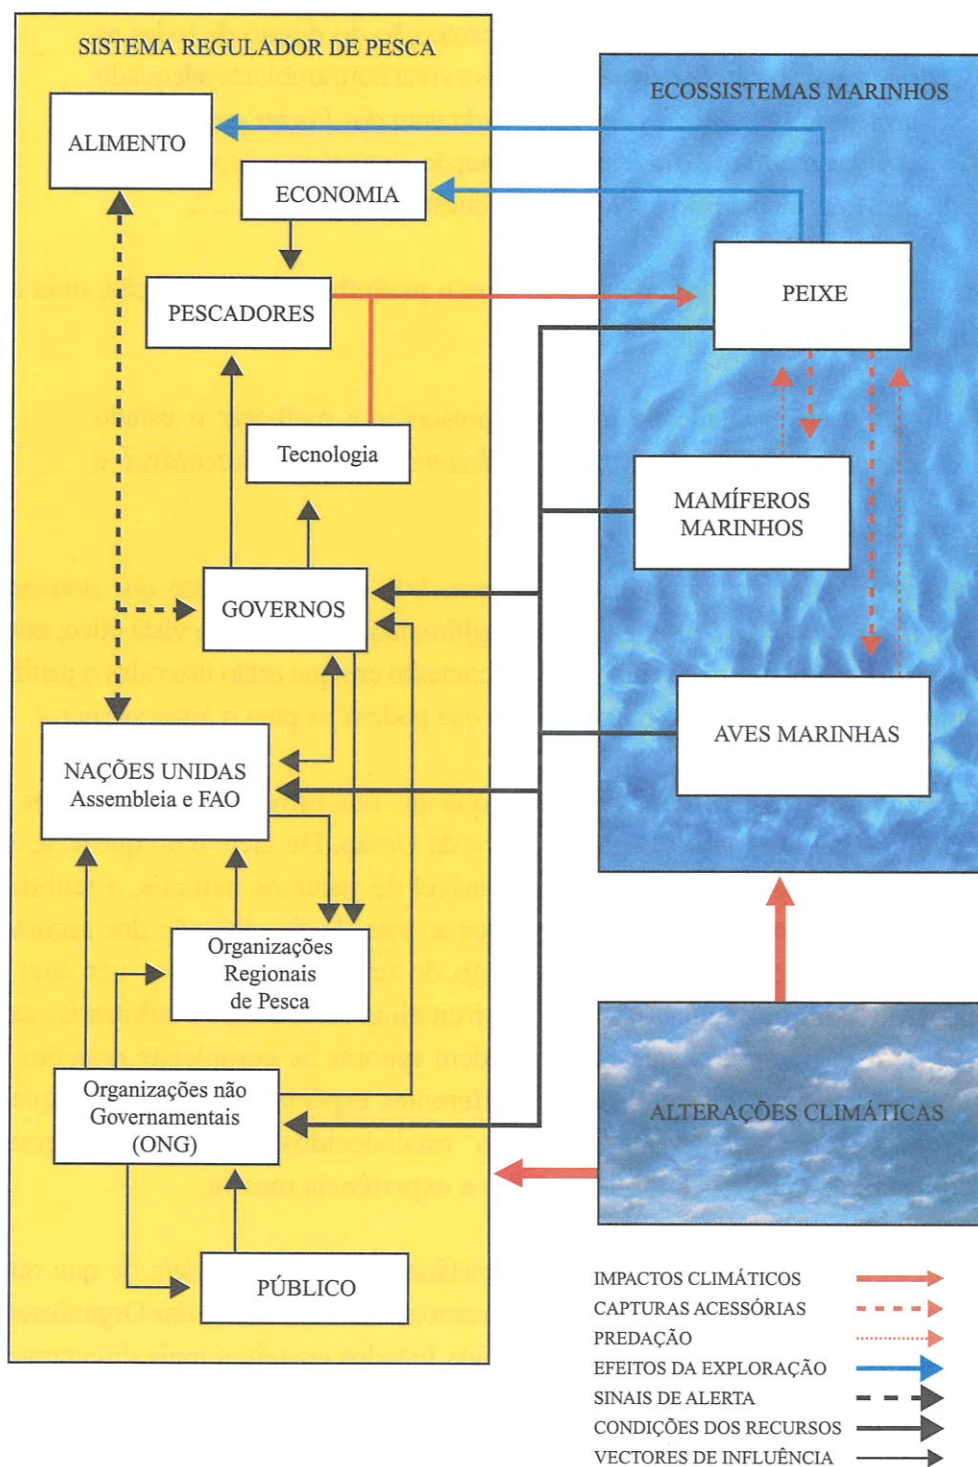 SISTEMA REGULADOR DE PESCA
ALIMENTO
ECONOMIA
PESCADORES
Tecnologia
GOVERNOS
NAÇÕES UNIDAS
Assembleia e FAO
Organizações
Regionais
de Pesca
Organizações não
Governamentais
(ONG)
PÚBLICO
ECOSSISTEMAS MARINHOS
PEIXE
MAMÍFEROS
MARINHOS
AVES MARINHAS
ALTERAÇÕES CLIMÁTICAS
IMPACTOS CLIMÁTICOS
CAPTURAS ACESSÓRIAS
PREDAÇÃO
EFEITOS DA EXPLORAÇÃO
SINAIS DE ALERTA
CONDIÇÕES DOS RECURSOS
VECTORES DE INFLUÊNCIA